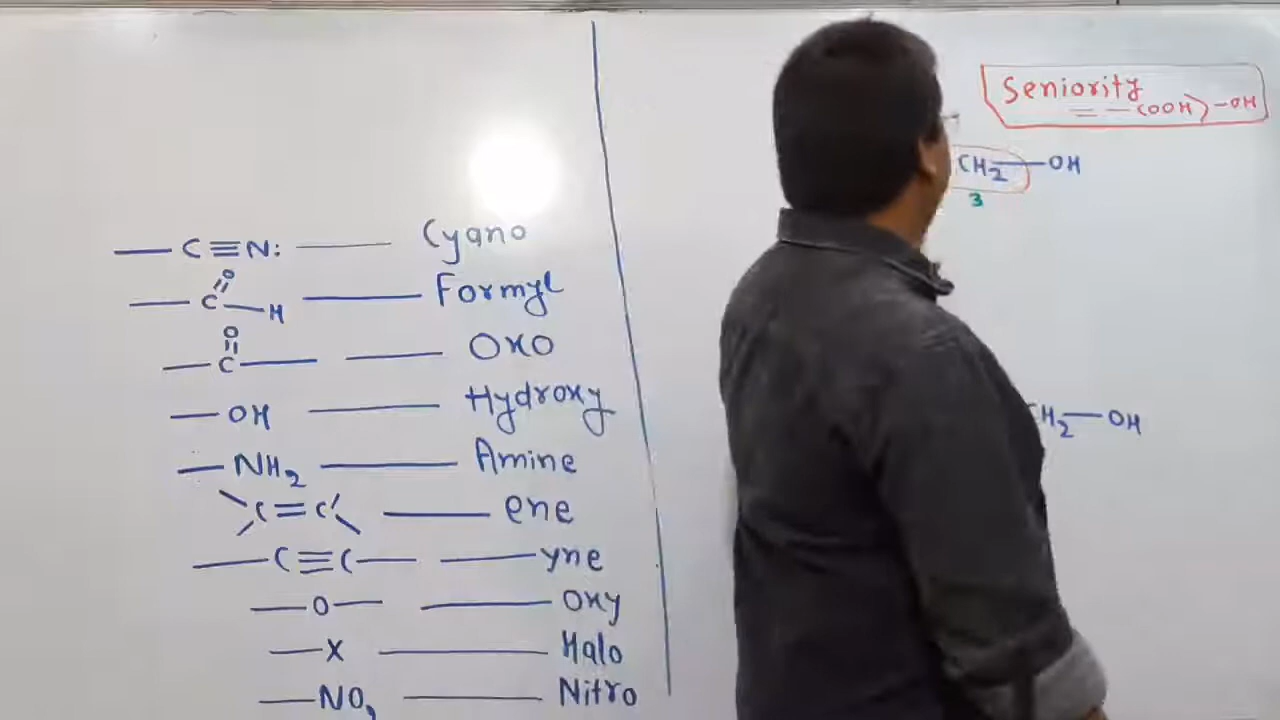 —C≡N: —— Cyano
—C(=O)—H —— Formyl
—C(=O)— —— Oxo
—OH —— Hydroxy
—NH₂ —— Amine
>C=C< —— ene
—C≡C— —— yne
—O— —— Oxy
—X —— Halo
—NO₂ —— Nitro
Seniority
—COOH > —OH
CH₂—OH
3
CH₂—OH